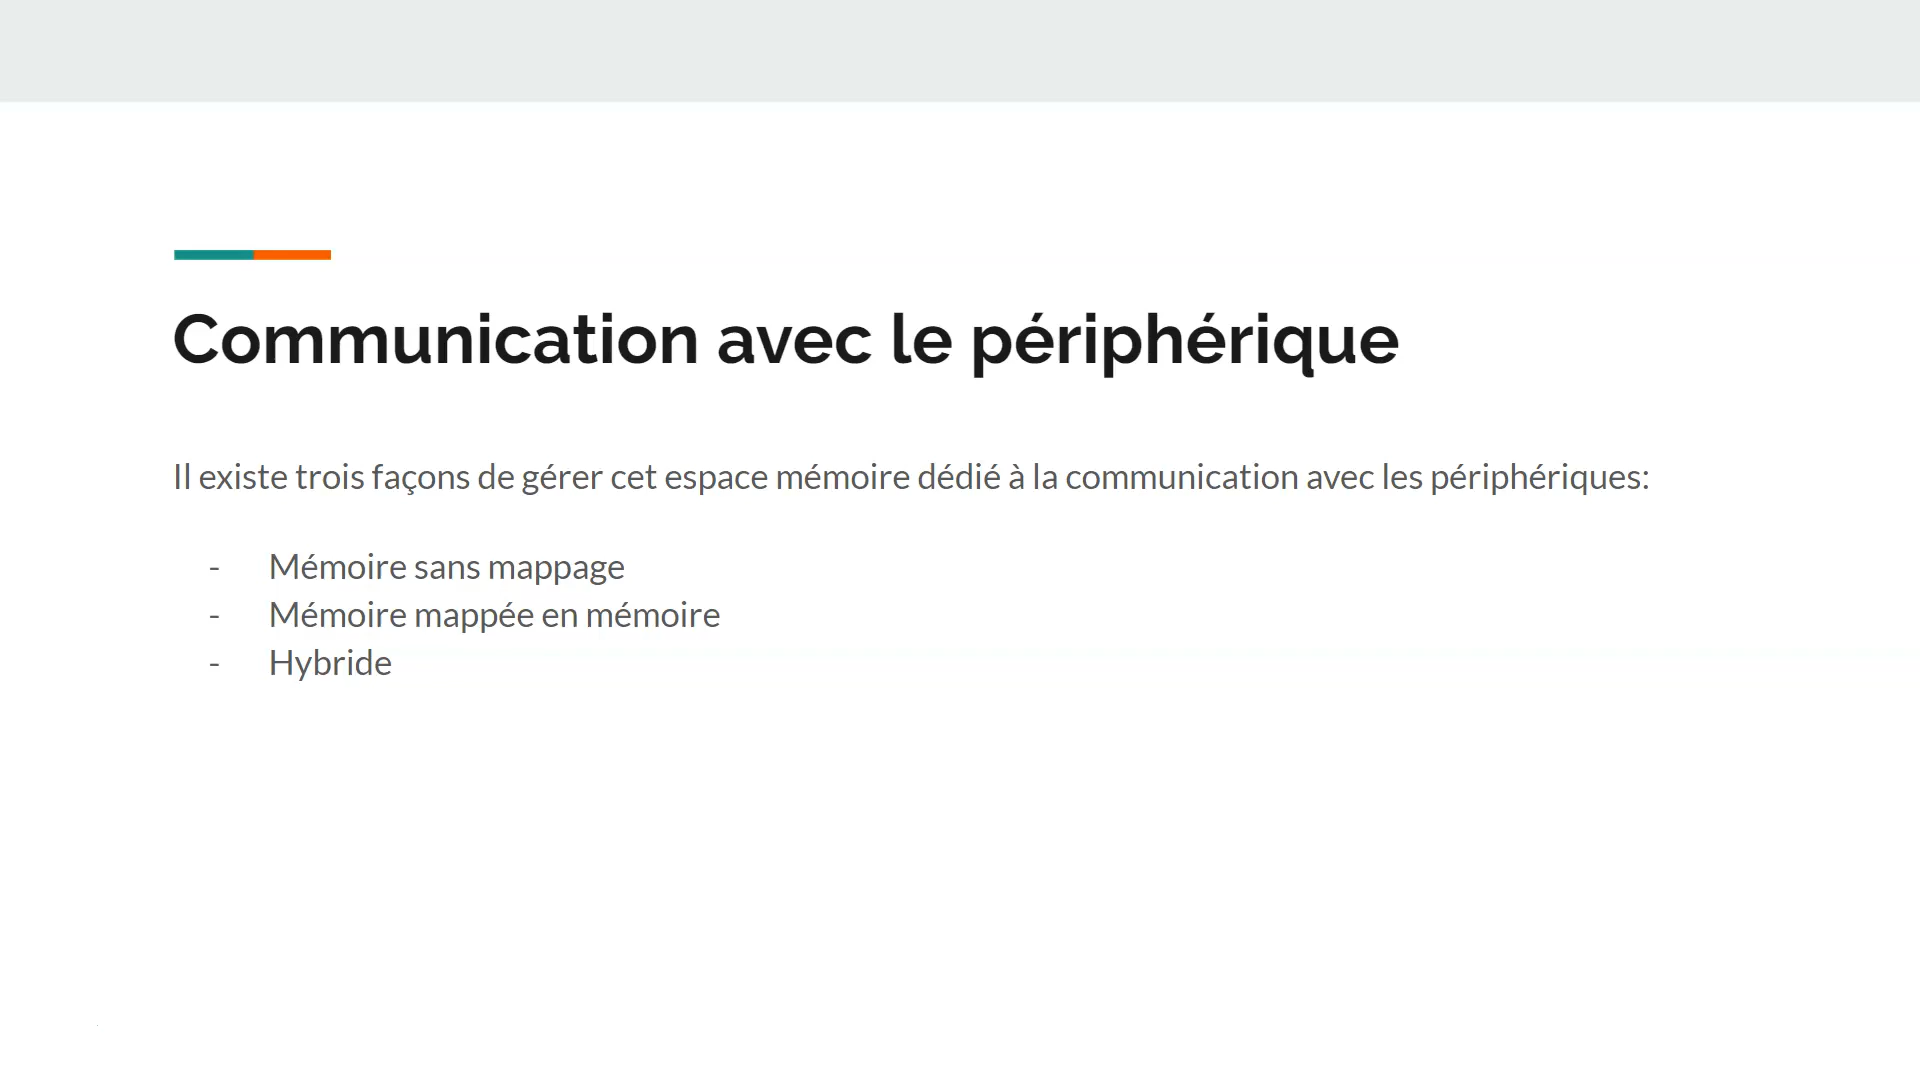 Communication avec le périphérique
Il existe trois façons de gérer cet espace mémoire dédié à la communication avec les périphériques:
- Mémoire sans mappage
- Mémoire mappée en mémoire
- Hybride